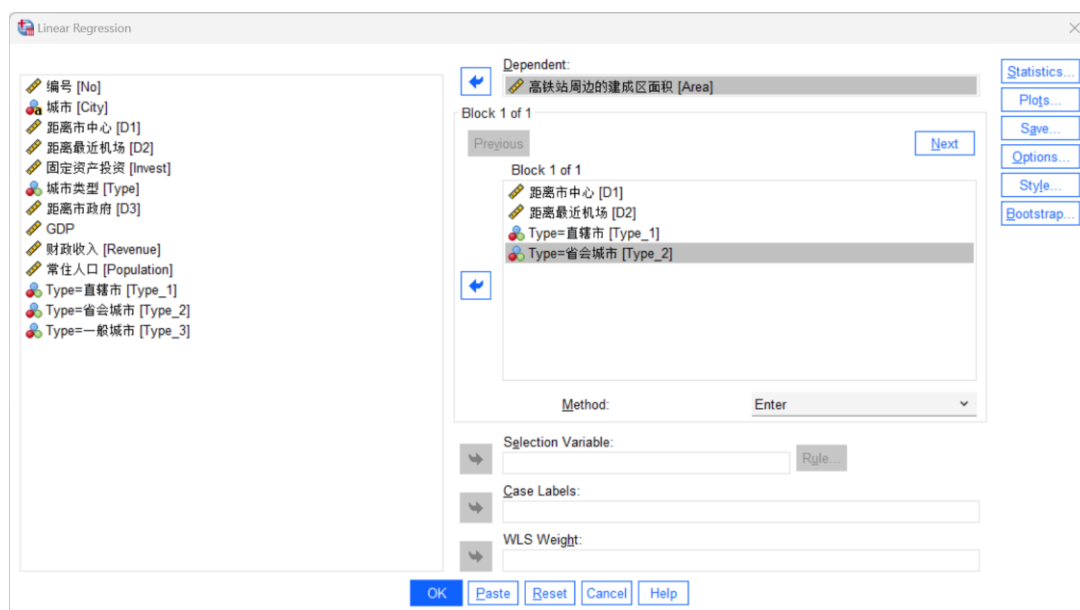 Linear Regression
编号 [No]
城市 [City]
距离市中心 [D1]
距离最近机场 [D2]
固定资产投资 [Invest]
城市类型 [Type]
距离市政府 [D3]
GDP
财政收入 [Revenue]
常住人口 [Population]
Type=直辖市 [Type_1]
Type=省会城市 [Type_2]
Type=一般城市 [Type_3]
Dependent:
高铁站周边的建成区面积 [Area]
Block 1 of 1
Previous
Next
Block 1 of 1
距离市中心 [D1]
距离最近机场 [D2]
Type=直辖市 [Type_1]
Type=省会城市 [Type_2]
Method:
Enter
Selection Variable:
Rule...
Case Labels:
WLS Weight:
Statistics...
Plots...
Save...
Options...
Style...
Bootstrap...
OK
Paste
Reset
Cancel
Help